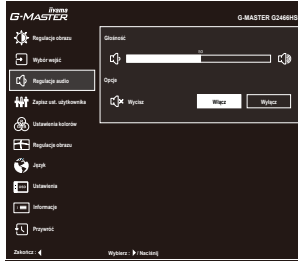 iiyama
G-MASTER
G-MASTER G2466HS
Regulacje obrazu
Głośność
50
Wybór wejść
Regulacje audio
Opcje
Zapisz ust. użytkownika
Wycisz
Włącz
Wyłącz
Ustawienia kolorów
Regulacje obrazu
Język
Ustawienia
Informacje
Przywróć
Zakończ :
Wybierz : / Naciśnij